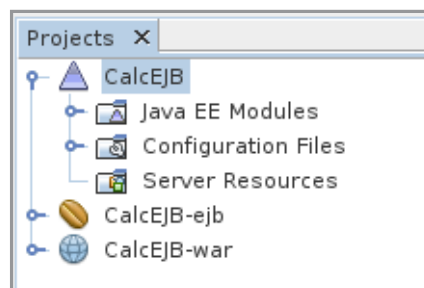 Projects
CalcEJB
Java EE Modules
Configuration Files
Server Resources
CalcEJB-ejb
CalcEJB-war